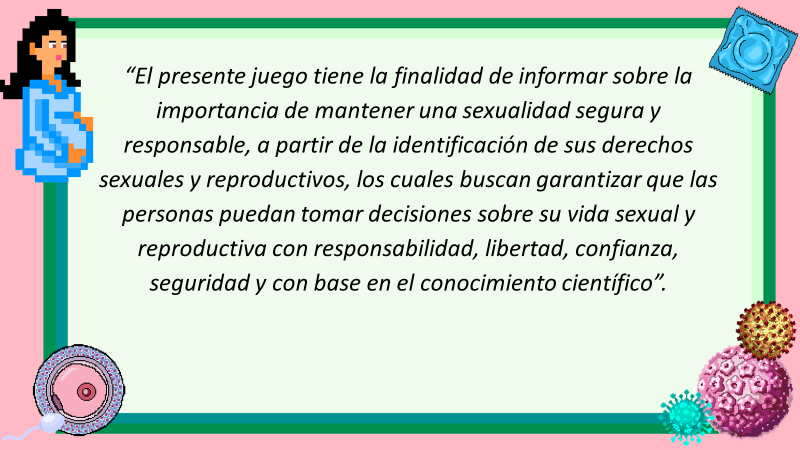 “El presente juego tiene la finalidad de informar sobre la
importancia de mantener una sexualidad segura y
responsable, a partir de la identificación de sus derechos
sexuales y reproductivos, los cuales buscan garantizar que las
personas puedan tomar decisiones sobre su vida sexual y
reproductiva con responsabilidad, libertad, confianza,
seguridad y con base en el conocimiento científico”.